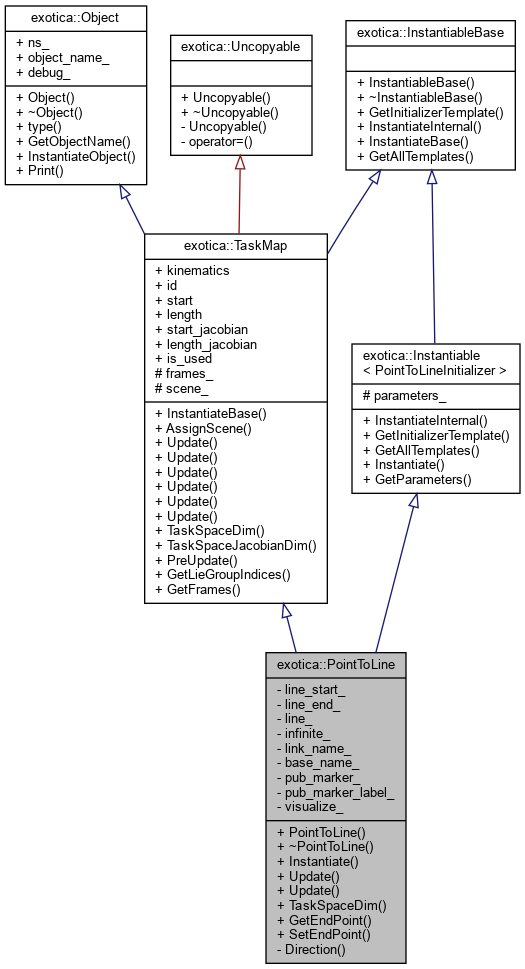 exotica::Object
+ ns_
+ object_name_
+ debug_
+ Object()
+ ~Object()
+ type()
+ GetObjectName()
+ InstantiateObject()
+ Print()
exotica::Uncopyable
+ Uncopyable()
+ ~Uncopyable()
- Uncopyable()
- operator=()
exotica::InstantiableBase
+ InstantiableBase()
+ ~InstantiableBase()
+ GetInitializerTemplate()
+ InstantiateInternal()
+ InstantiateBase()
+ GetAllTemplates()
exotica::TaskMap
+ kinematics
+ id
+ start
+ length
+ start_jacobian
+ length_jacobian
+ is_used
# frames_
# scene_
+ InstantiateBase()
+ AssignScene()
+ Update()
+ Update()
+ Update()
+ Update()
+ Update()
+ Update()
+ TaskSpaceDim()
+ TaskSpaceJacobianDim()
+ PreUpdate()
+ GetLieGroupIndices()
+ GetFrames()
exotica::Instantiable
< PointToLineInitializer >
# parameters_
+ InstantiateInternal()
+ GetInitializerTemplate()
+ GetAllTemplates()
+ Instantiate()
+ GetParameters()
exotica::PointToLine
- line_start_
- line_end_
- line_
- infinite_
- link_name_
- base_name_
- pub_marker_
- pub_marker_label_
- visualize_
+ PointToLine()
+ ~PointToLine()
+ Instantiate()
+ Update()
+ Update()
+ TaskSpaceDim()
+ GetEndPoint()
+ SetEndPoint()
- Direction()